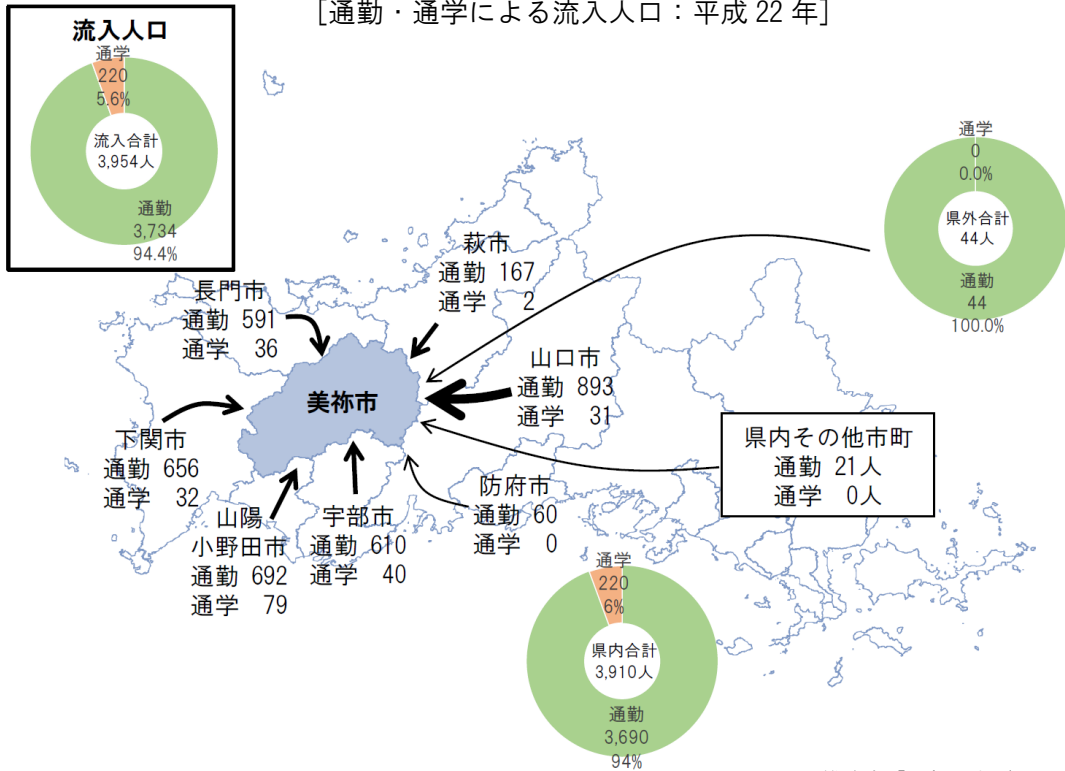 [通勤・通学による流入人口：平成 22 年]
流入人口
通学
220
5.6%
流入合計
3,954人
通勤
3,734
94.4%
通学
0
0.0%
県外合計
44人
通勤
44
100.0%
萩市
通勤 167
通学 2
長門市
通勤 591
通学 36
山口市
通勤 893
通学 31
美祢市
下関市
通勤 656
通学 32
県内その他市町
通勤 21人
通学 0人
山陽
小野田市
通勤 692
通学 79
宇部市
通勤 610
通学 40
防府市
通勤 60
通学 0
通学
220
6%
県内合計
3,910人
通勤
3,690
94%